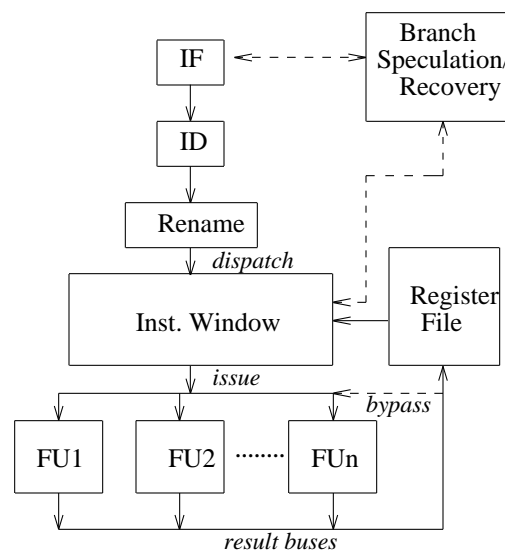 IF
Branch
Speculation/
Recovery
ID
Rename
dispatch
Inst. Window
Register
File
issue
bypass
FU1
FU2
........
FUn
result buses